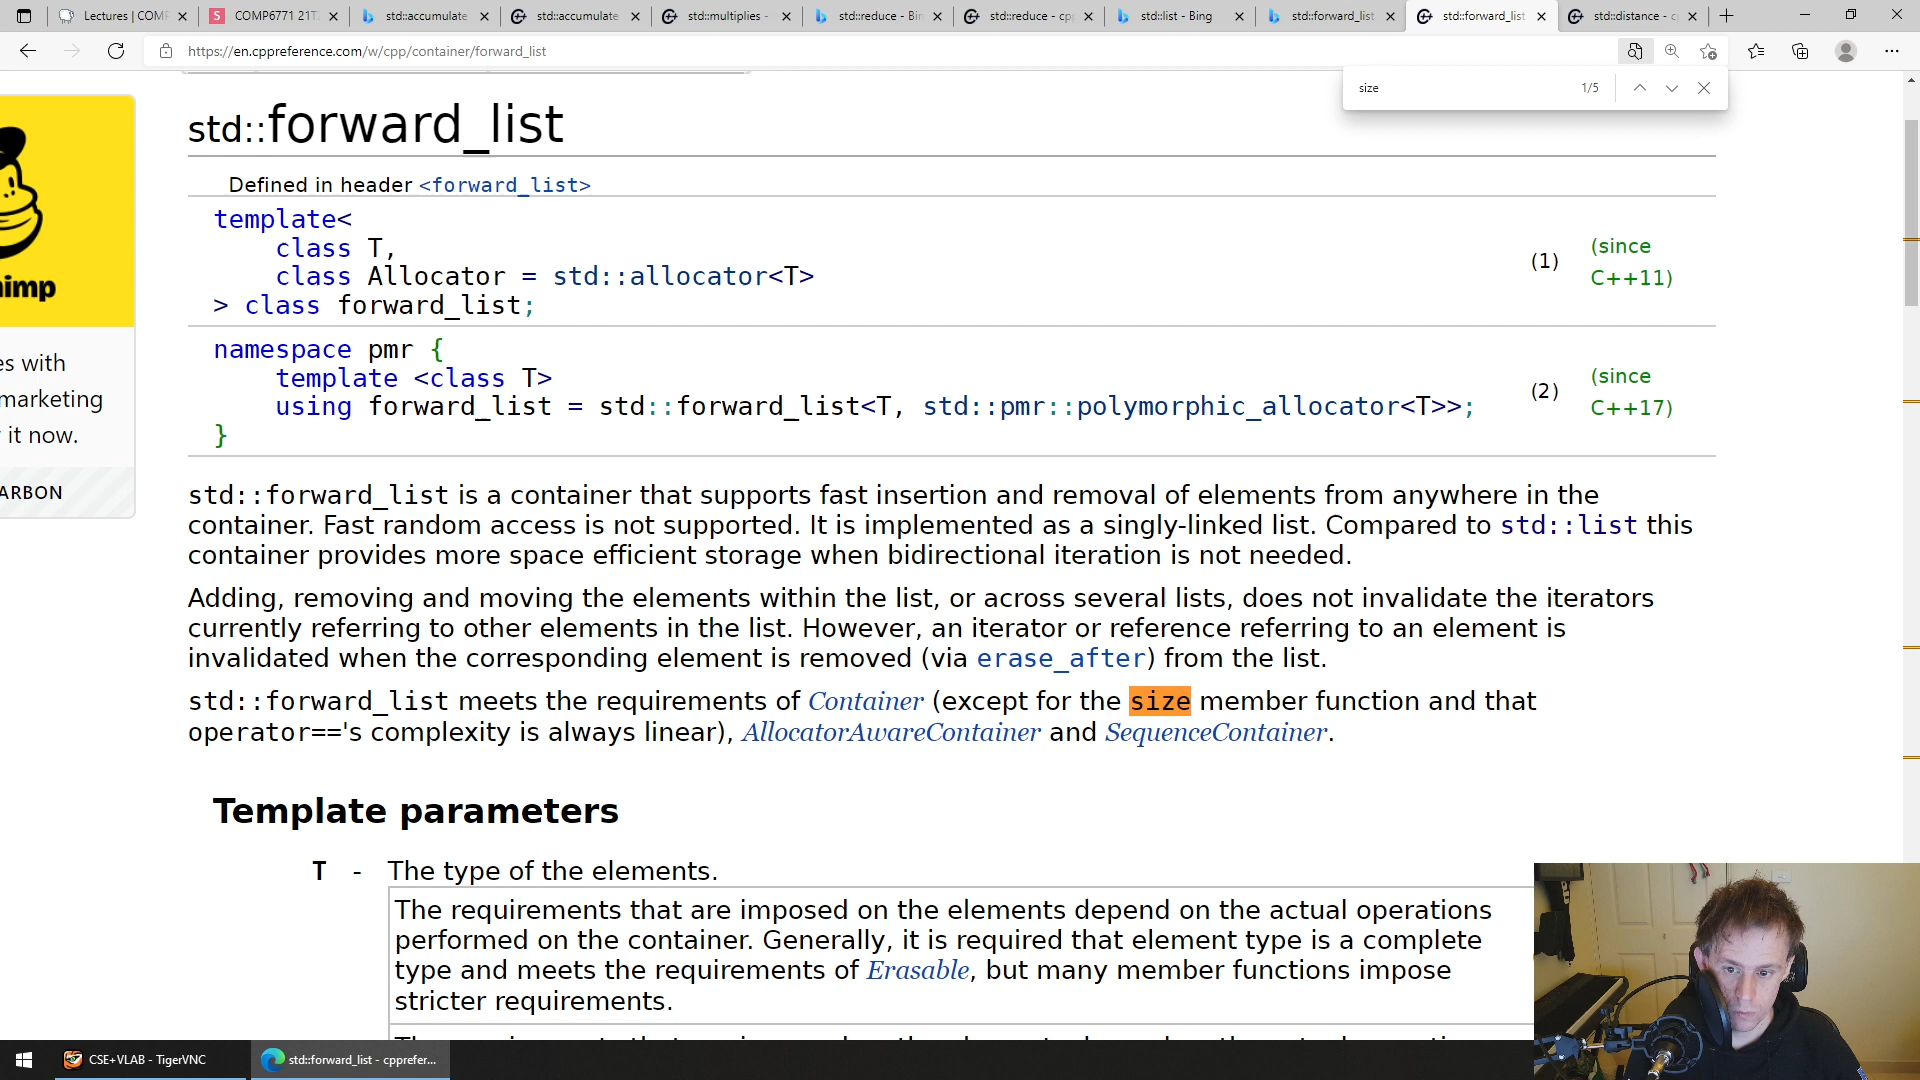 Lectures | COMP
COMP6771 21T2
std::accumulate
std::accumulate
std::multiplies -
std::reduce - Bin
std::reduce - cpp
std::list - Bing
std::forward_list
std::forward_list
std::distance - c
https://en.cppreference.com/w/cpp/container/forward_list
size
1/5
std::forward_list
Defined in header <forward_list>
template<
class T,
class Allocator = std::allocator<T>
> class forward_list;
(1)
(since
C++11)
namespace pmr {
template <class T>
using forward_list = std::forward_list<T, std::pmr::polymorphic_allocator<T>>;
}
(2)
(since
C++17)
imp
es with
marketing
it now.
ARBON
std::forward_list is a container that supports fast insertion and removal of elements from anywhere in the
container. Fast random access is not supported. It is implemented as a singly-linked list. Compared to std::list this
container provides more space efficient storage when bidirectional iteration is not needed.
Adding, removing and moving the elements within the list, or across several lists, does not invalidate the iterators
currently referring to other elements in the list. However, an iterator or reference referring to an element is
invalidated when the corresponding element is removed (via erase_after) from the list.
std::forward_list meets the requirements of Container (except for the size member function and that
operator=='s complexity is always linear), AllocatorAwareContainer and SequenceContainer.
Template parameters
T - The type of the elements.
The requirements that are imposed on the elements depend on the actual operations
performed on the container. Generally, it is required that element type is a complete
type and meets the requirements of Erasable, but many member functions impose
stricter requirements.
CSE+VLAB - TigerVNC
std::forward_list - cpprefer...